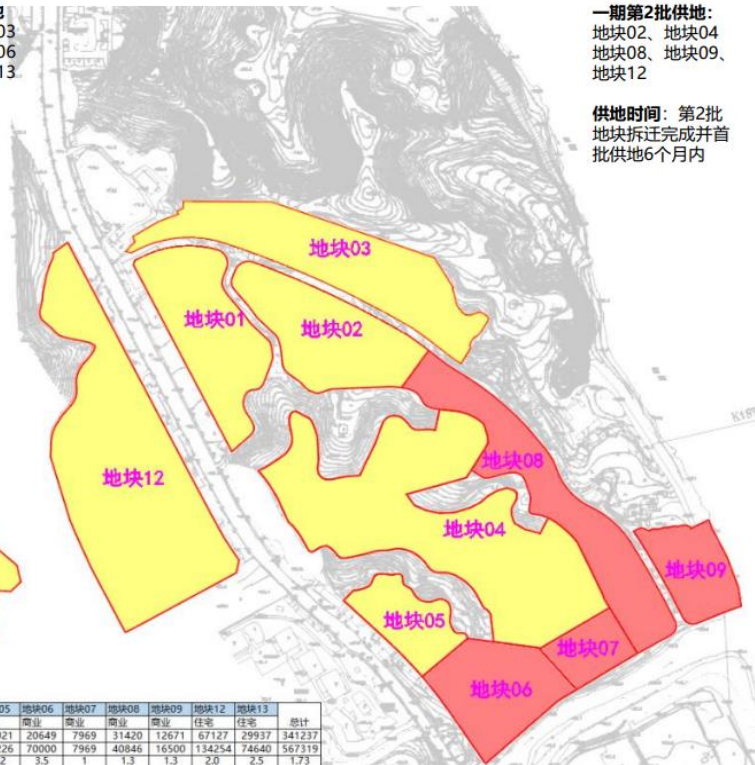 地
03
06
13
一期第2批供地：
地块02、地块04
地块08、地块09、
地块12
供地时间：第2批
地块拆迁完成并首
批供地6个月内
地块03
地块01
地块02
地块12
地块08
地块04
地块09
地块05
地块07
地块06
05 地块06 地块07 地块08 地块09 地块12 地块13
商业 商业 商业 商业 住宅 住宅 总计
021 20649 7969 31420 12671 67127 29937 341237
226 70000 7969 40846 16500 134254 74640 567319
2 3.5 1 1.3 1.3 2.0 2.5 1.73